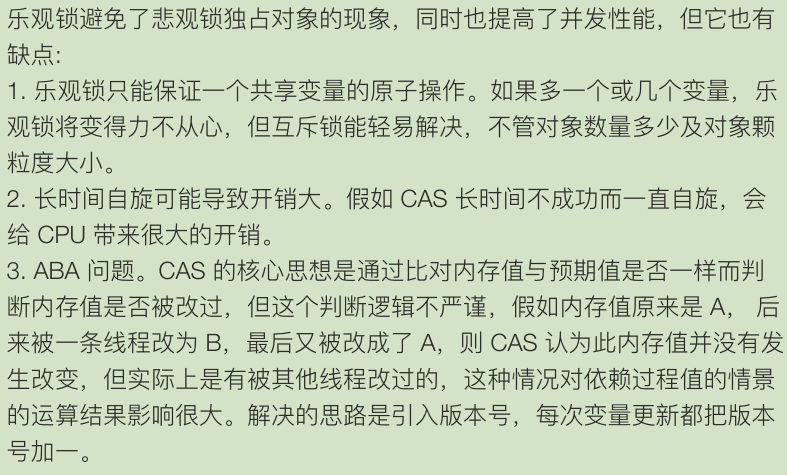 乐观锁避免了悲观锁独占对象的现象，同时也提高了并发性能，但它也有
缺点:
1. 乐观锁只能保证一个共享变量的原子操作。如果多一个或几个变量，乐
观锁将变得力不从心，但互斥锁能轻易解决，不管对象数量多少及对象颗
粒度大小。
2. 长时间自旋可能导致开销大。假如 CAS 长时间不成功而一直自旋，会
给 CPU 带来很大的开销。
3. ABA 问题。CAS 的核心思想是通过比对内存值与预期值是否一样而判
断内存值是否被改过，但这个判断逻辑不严谨，假如内存值原来是 A， 后
来被一条线程改为 B，最后又被改成了 A，则 CAS 认为此内存值并没有发
生改变，但实际上是有被其他线程改过的，这种情况对依赖过程值的情景
的运算结果影响很大。解决的思路是引入版本号，每次变量更新都把版本
号加一。